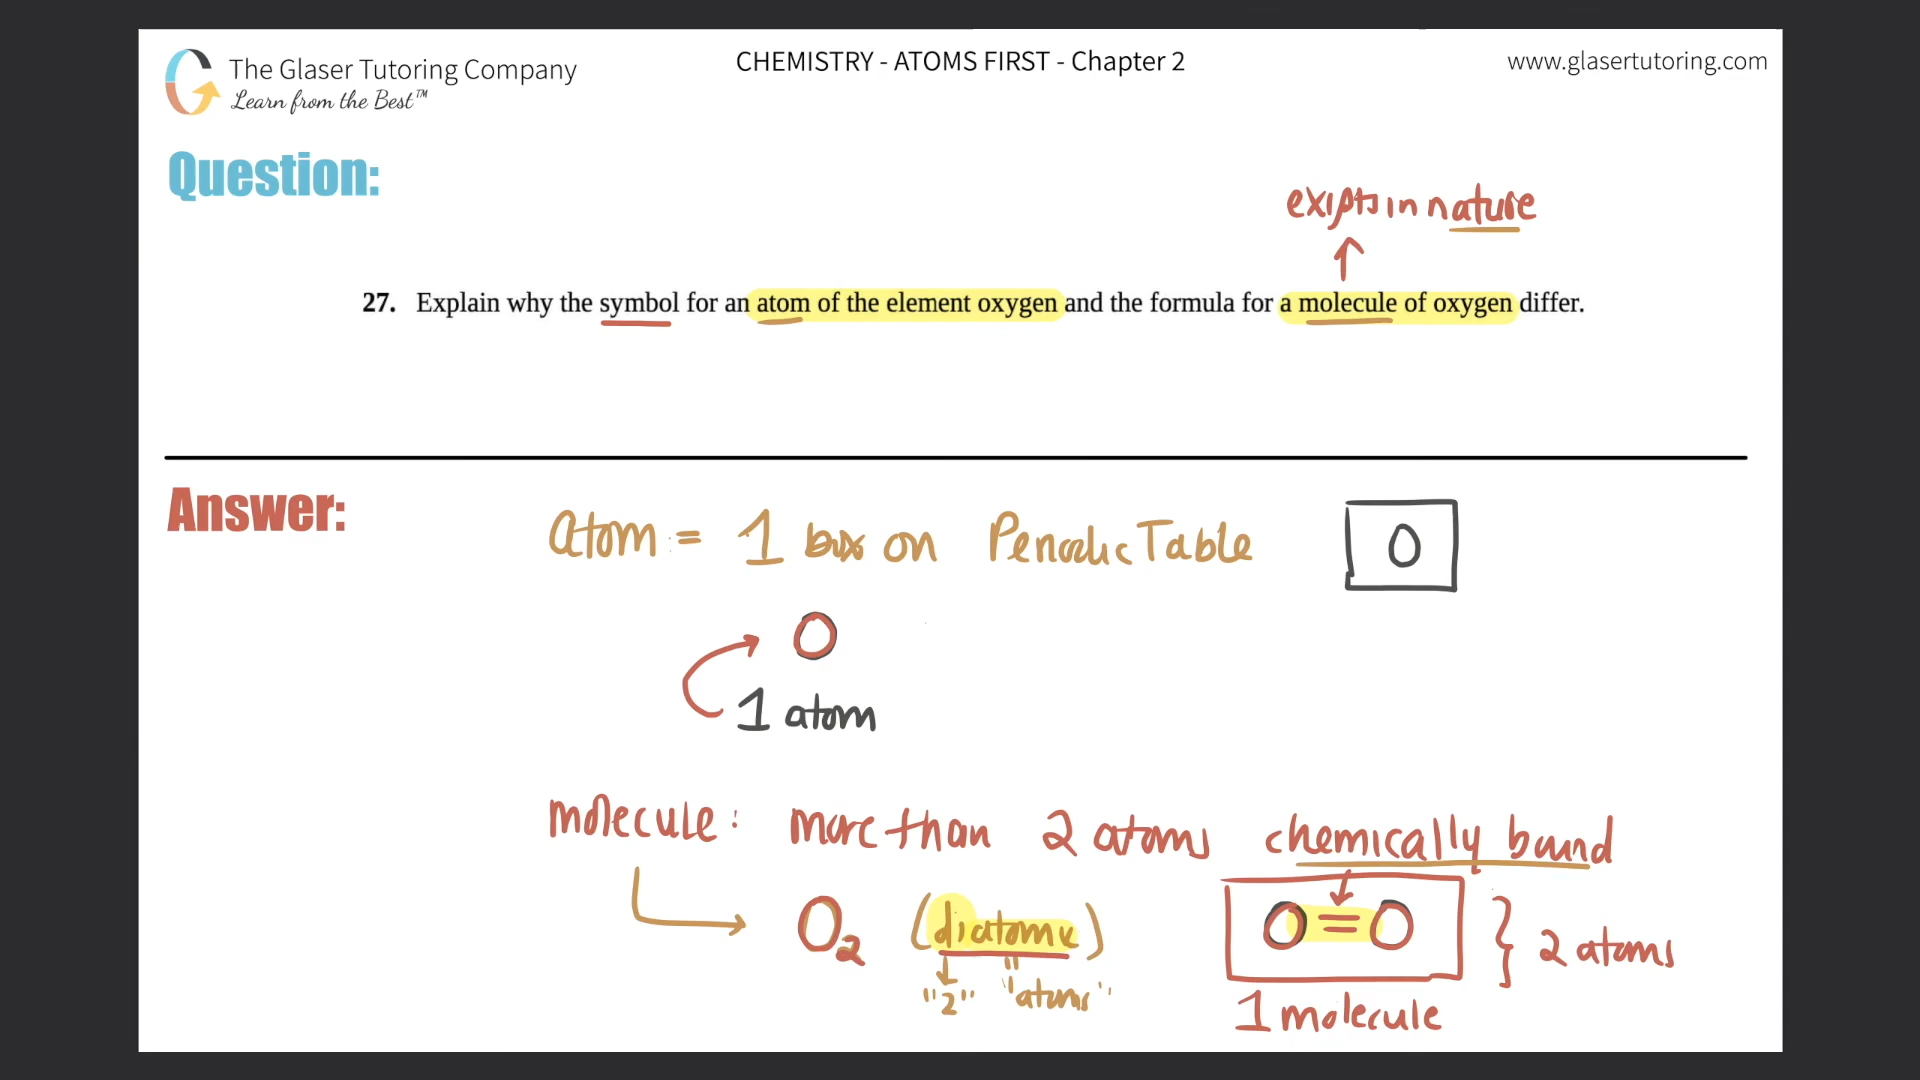 The Glaser Tutoring Company
Learn from the Best™
CHEMISTRY - ATOMS FIRST - Chapter 2
www.glasertutoring.com
Question:
exists in nature
27. Explain why the symbol for an atom of the element oxygen and the formula for a molecule of oxygen differ.
Answer:
Atom = 1 box on Periodic Table
O
O
1 atom
molecule: more than 2 atoms chemically bound
O₂ (diatomic) O=O } 2 atoms
"2" "atoms"
1 molecule